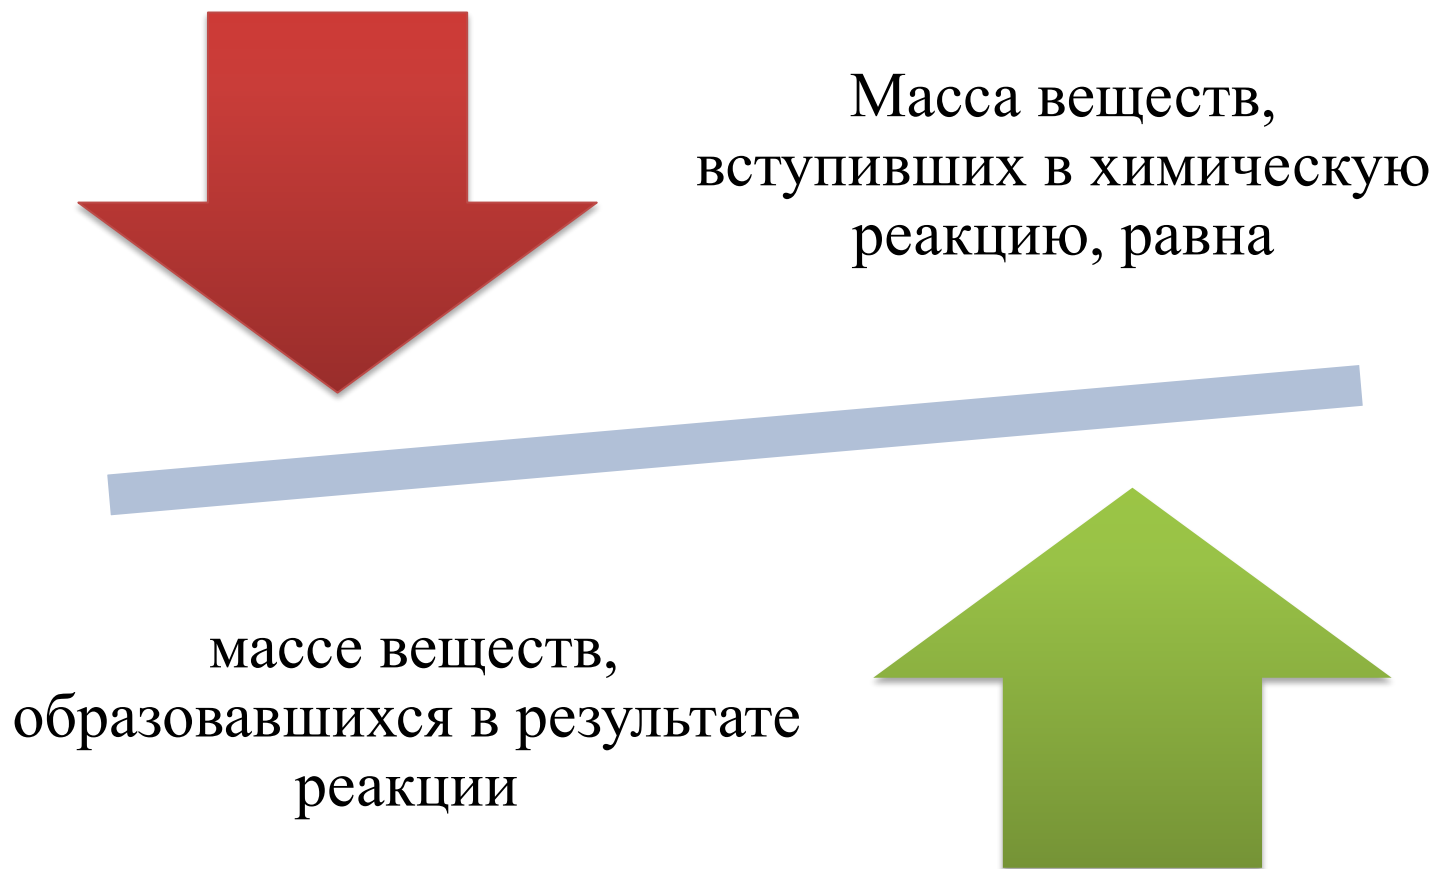 Масса веществ,
вступивших в химическую
реакцию, равна
массе веществ,
образовавшихся в результате
реакции